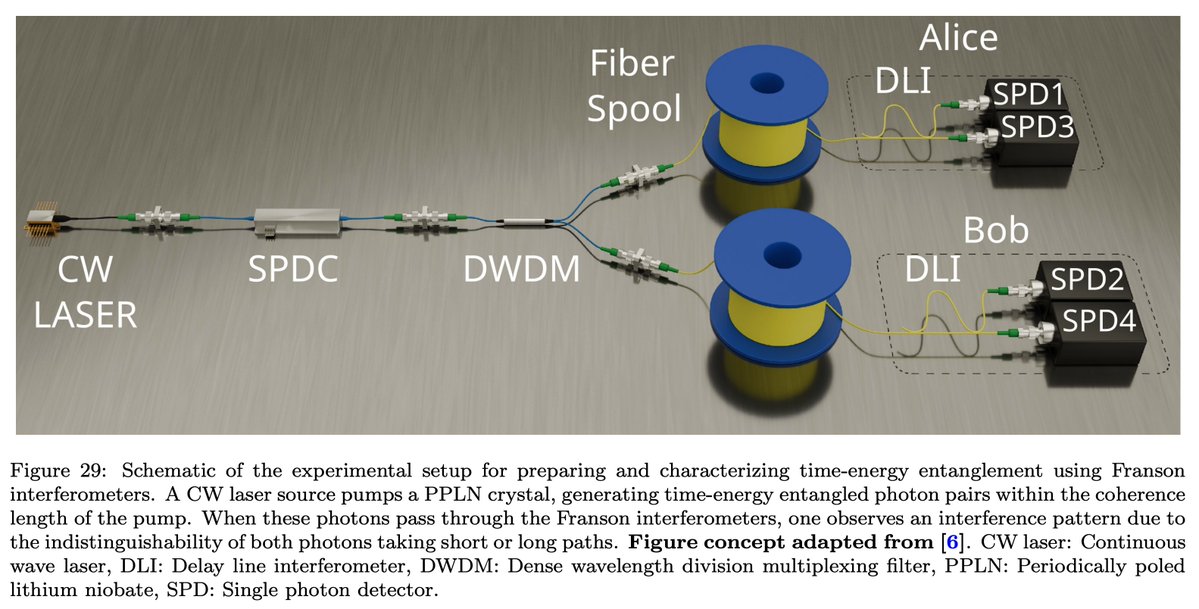 Alice
Fiber
Spool
DLI
SPD1
SPD3
Bob
DLI
SPD2
SPD4
CW
LASER
SPDC
DWDM
Figure 29: Schematic of the experimental setup for preparing and characterizing time-energy entanglement using Franson
interferometers. A CW laser source pumps a PPLN crystal, generating time-energy entangled photon pairs within the coherence
length of the pump. When these photons pass through the Franson interferometers, one observes an interference pattern due to
the indistinguishability of both photons taking short or long paths. Figure concept adapted from [6]. CW laser: Continuous
wave laser, DLI: Delay line interferometer, DWDM: Dense wavelength division multiplexing filter, PPLN: Periodically poled
lithium niobate, SPD: Single photon detector.